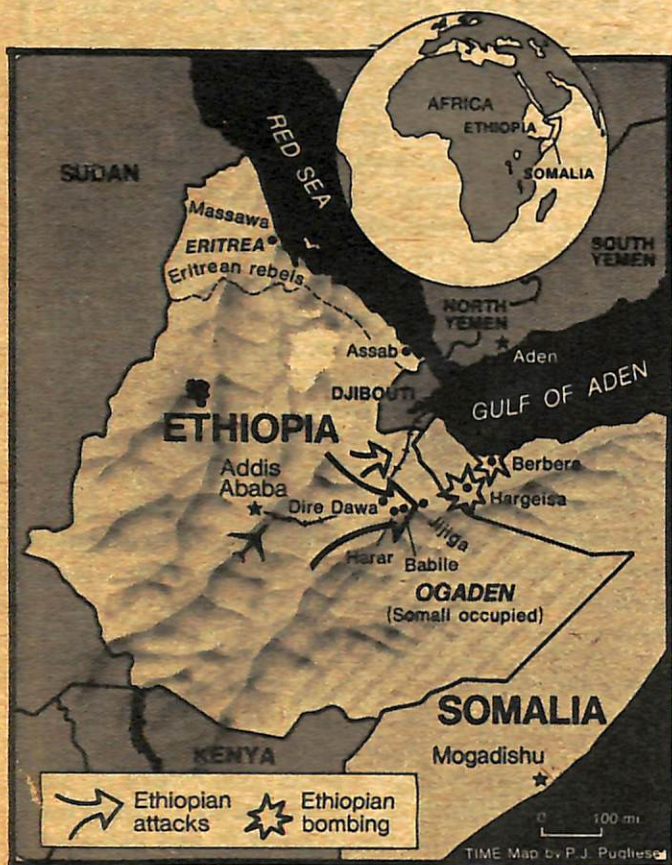 AFRICA
ETHIOPIA
SOMALIA
RED SEA
SUDAN
Massawa
ERITREA
Eritrean rebels
SOUTH
YEMEN
NORTH
YEMEN
Assab
Aden
DJIBOUTI
GULF OF ADEN
ETHIOPIA
Addis
Ababa
Dire Dawa
Berbera
Hargeisa
Jijiga
Harar
Babile
OGADEN
(Somali occupied)
SOMALIA
KENYA
Mogadishu
Ethiopian
attacks
Ethiopian
bombing
0 100 mi.
TIME Map by P.J. Pugliese